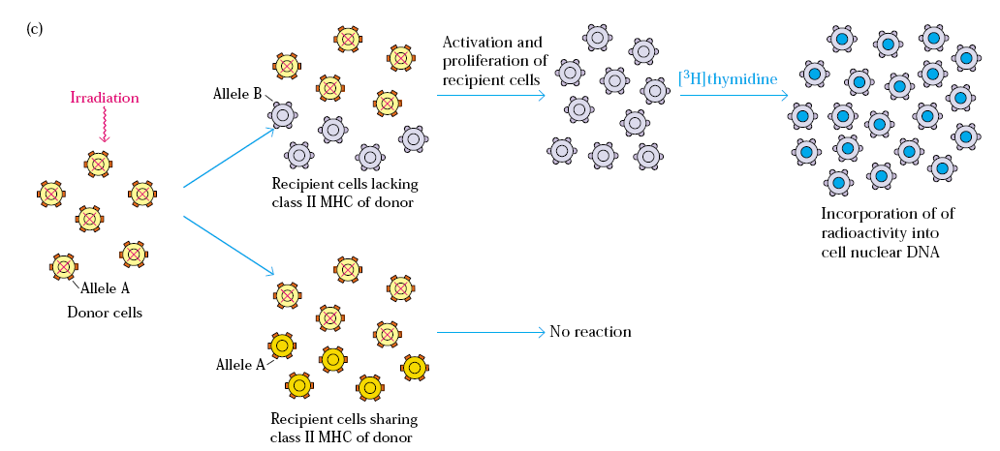 (c)
Irradiation
Allele A
Donor cells
Allele B
Recipient cells lacking
class II MHC of donor
Activation and
proliferation of
recipient cells
[³H]thymidine
Incorporation of of
radioactivity into
cell nuclear DNA
Allele A
Recipient cells sharing
class II MHC of donor
No reaction